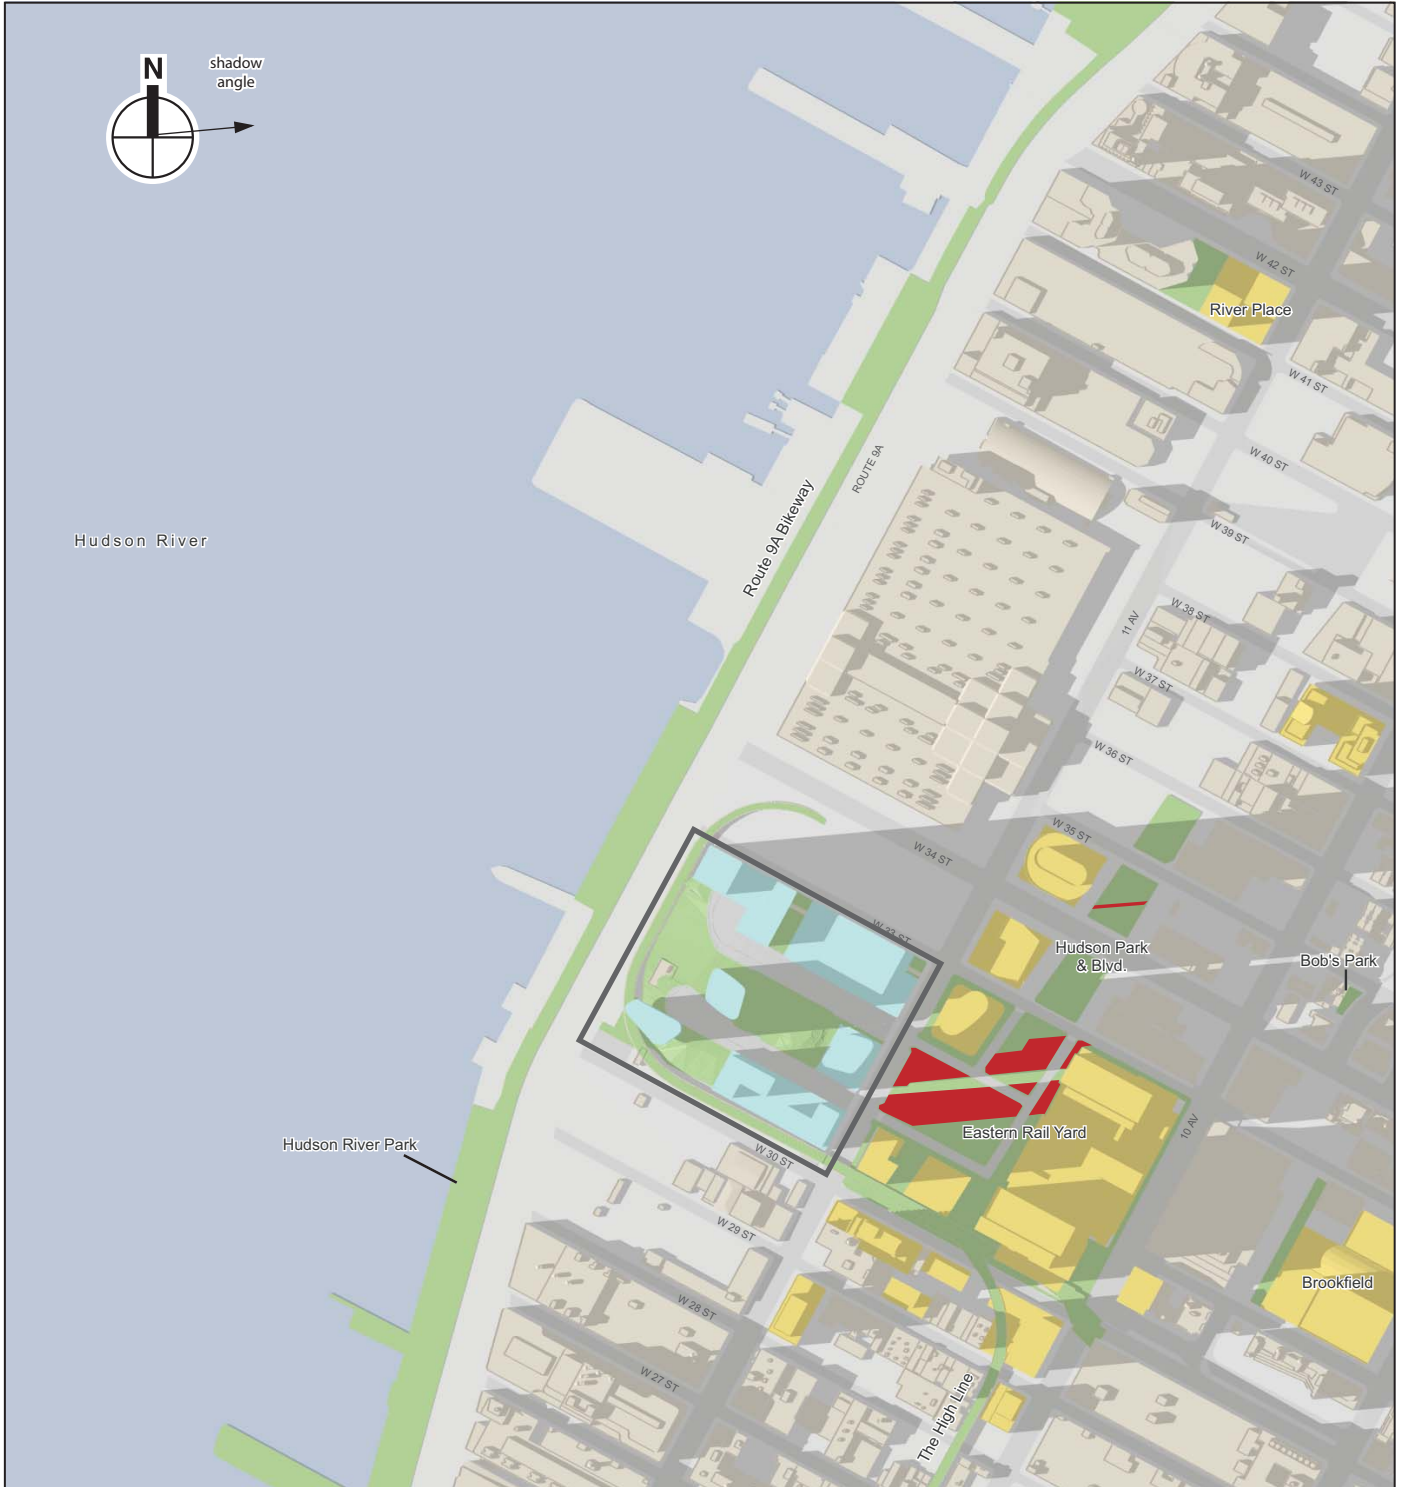 N
shadow
angle
W 43 ST
W 42 ST
River Place
W 41 ST
W 40 ST
ROUTE 9A
Route 9A Bikeway
W 39 ST
Hudson River
W 38 ST
11 AV
W 37 ST
W 36 ST
W 35 ST
W 34 ST
W 33 ST
Hudson Park
& Blvd.
Bob's Park
Eastern Rail Yard
10 AV
Hudson River Park
W 30 ST
W 29 ST
Brookfield
W 28 ST
W 27 ST
The High Line